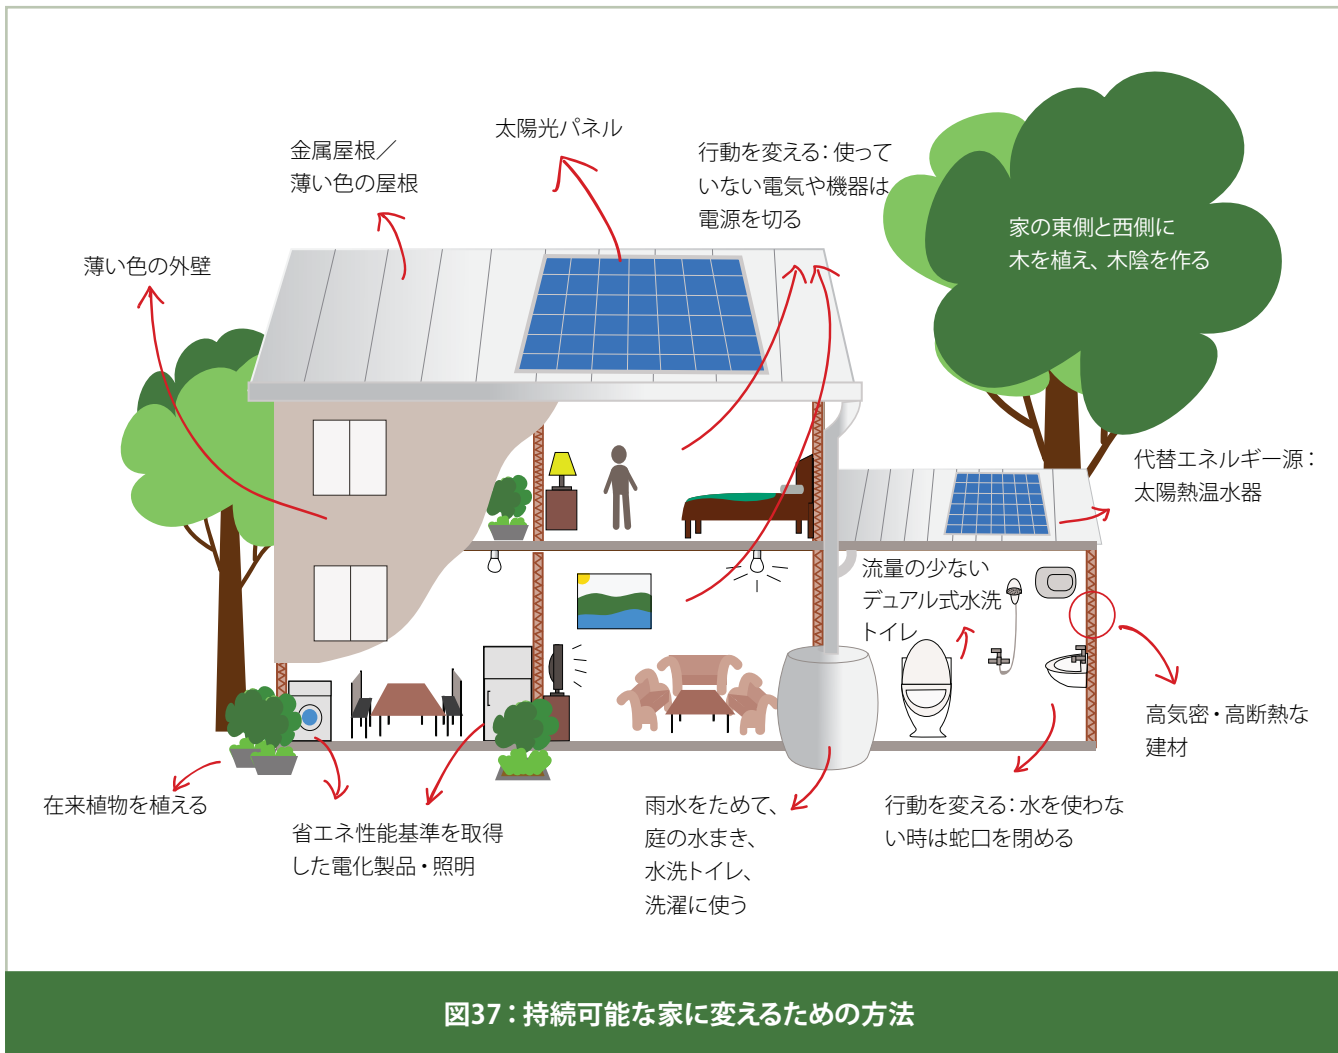 太陽光パネル
金属屋根／
薄い色の屋根
行動を変える：使って
いない電気や機器は
電源を切る
家の東側と西側に
木を植え、木陰を作る
薄い色の外壁
代替エネルギー源：
太陽熱温水器
流量の少ない
デュアル式水洗
トイレ
高気密・高断熱な
建材
在来植物を植える
省エネ性能基準を取得
した電化製品・照明
雨水をためて、
庭の水まき、
水洗トイレ、
洗濯に使う
行動を変える：水を使わな
い時は蛇口を閉める
図37：持続可能な家に変えるための方法